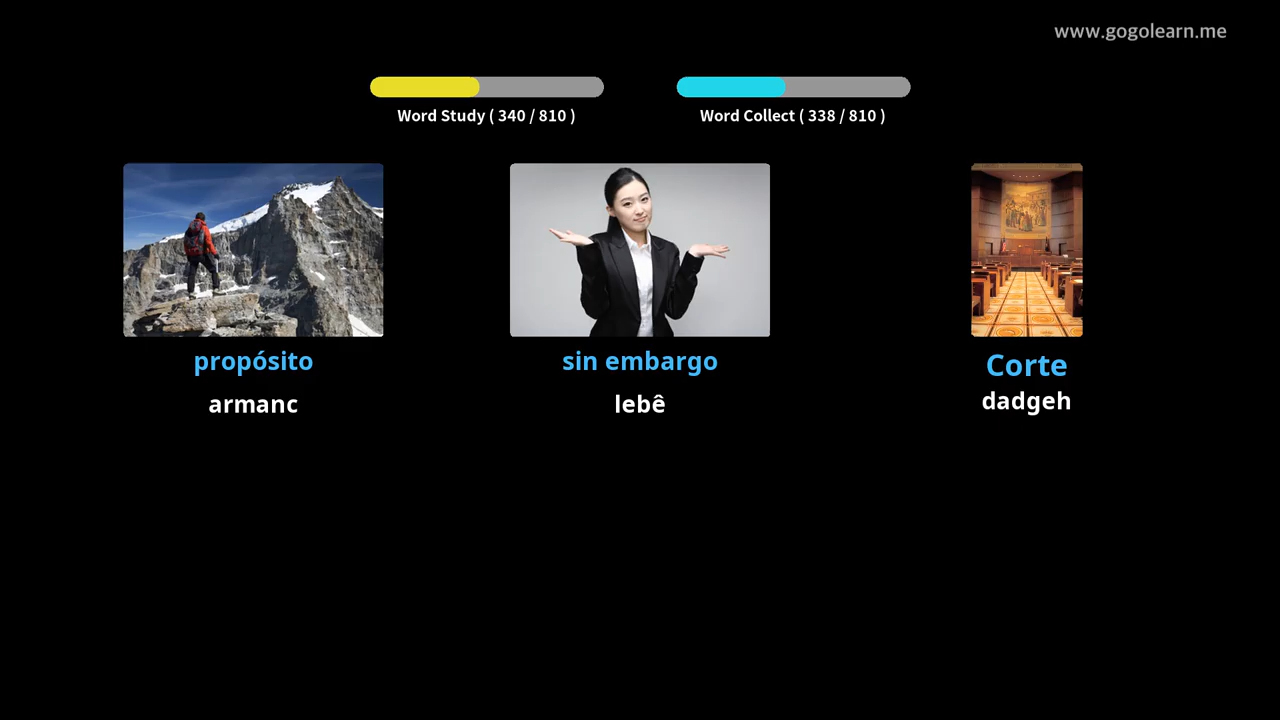 www.gogolearn.me
Word Study ( 340 / 810 )
Word Collect ( 338 / 810 )
propósito
armanc
sin embargo
lebê
Corte
dadgeh